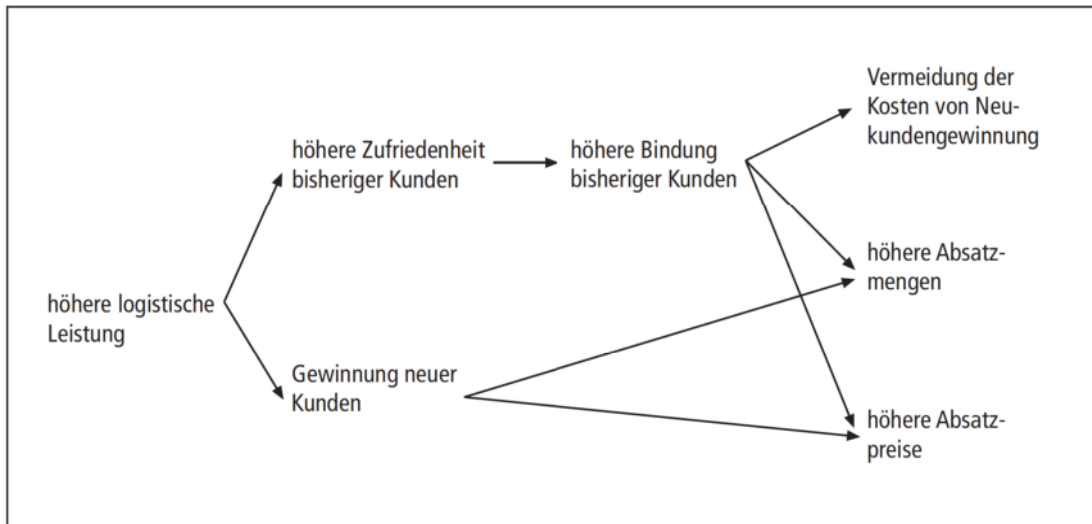 Vermeidung der
Kosten von Neu-
kundengewinnung
höhere Zufriedenheit
bisheriger Kunden
höhere Bindung
bisheriger Kunden
höhere Absatz-
mengen
höhere logistische
Leistung
Gewinnung neuer
Kunden
höhere Absatz-
preise